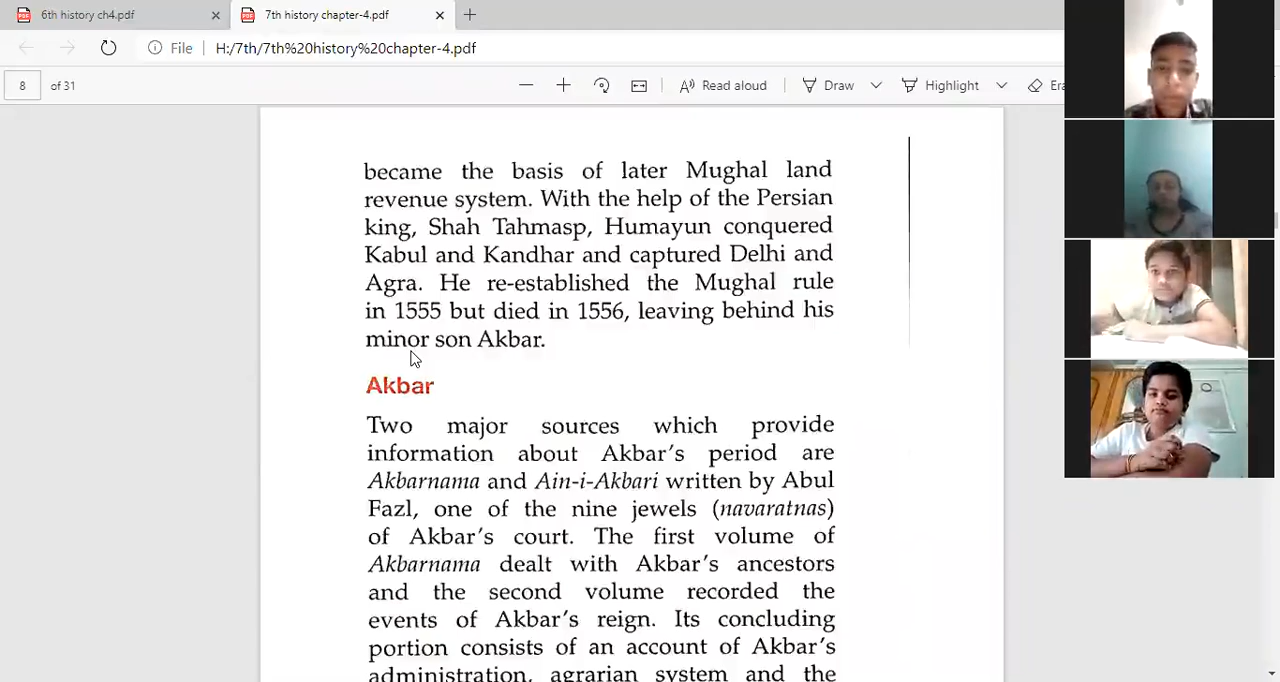 6th history ch4.pdf
7th history chapter-4.pdf
File
H:/7th/7th%20history%20chapter-4.pdf
8 of 31
Read aloud
Draw
Highlight
became the basis of later Mughal land
revenue system. With the help of the Persian
king, Shah Tahmasp, Humayun conquered
Kabul and Kandhar and captured Delhi and
Agra. He re-established the Mughal rule
in 1555 but died in 1556, leaving behind his
minor son Akbar.
Akbar
Two major sources which provide
information about Akbar's period are
Akbarnama and Ain-i-Akbari written by Abul
Fazl, one of the nine jewels (navaratnas)
of Akbar's court. The first volume of
Akbarnama dealt with Akbar's ancestors
and the second volume recorded the
events of Akbar's reign. Its concluding
portion consists of an account of Akbar's
administration, agrarian system and the